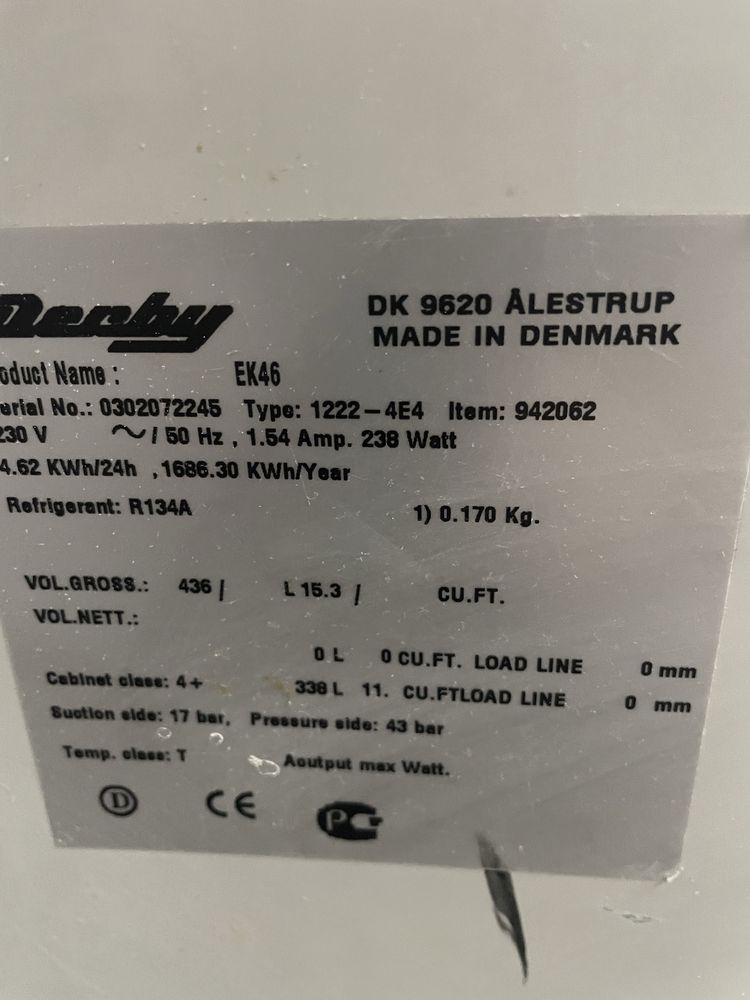 Derby
DK 9620 ÅLESTRUP
MADE IN DENMARK
oduct Name : EK46
erial No.: 0302072245 Type: 1222-4E4 Item: 942062
230 V ~/ 50 Hz , 1.54 Amp. 238 Watt
4.62 KWh/24h , 1686.30 KWh/Year
Refrigerant: R134A 1) 0.170 Kg.
VOL.GROSS.: 436 / L 15.3 / CU.FT.
VOL.NETT.:
0 L 0 CU.FT. LOAD LINE 0 mm
Cabinet class: 4+ 338 L 11. CU.FTLOAD LINE 0 mm
Suction side: 17 bar, Pressure side: 43 bar
Temp. class: T Aoutput max Watt.
D CE PG